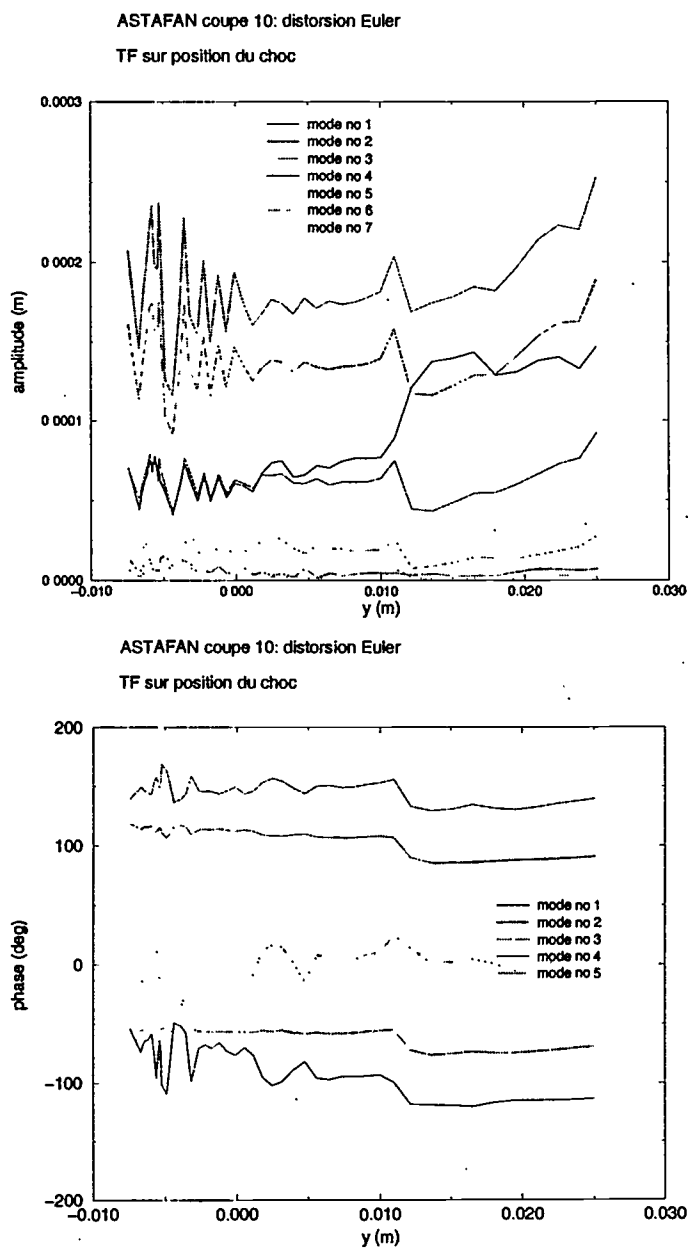 ASTAFAN coupe 10: distorsion Euler
TF sur position du choc
0.0003
0.0002
0.0001
0.0000
amplitude (m)
mode no 1
mode no 2
mode no 3
mode no 4
mode no 5
mode no 6
mode no 7
-0.010
0.000
0.010
0.020
0.030
y (m)
ASTAFAN coupe 10: distorsion Euler
TF sur position du choc
200
100
0
-100
-200
phase (deg)
mode no 1
mode no 2
mode no 3
mode no 4
mode no 5
-0.010
0.000
0.010
0.020
0.030
y (m)